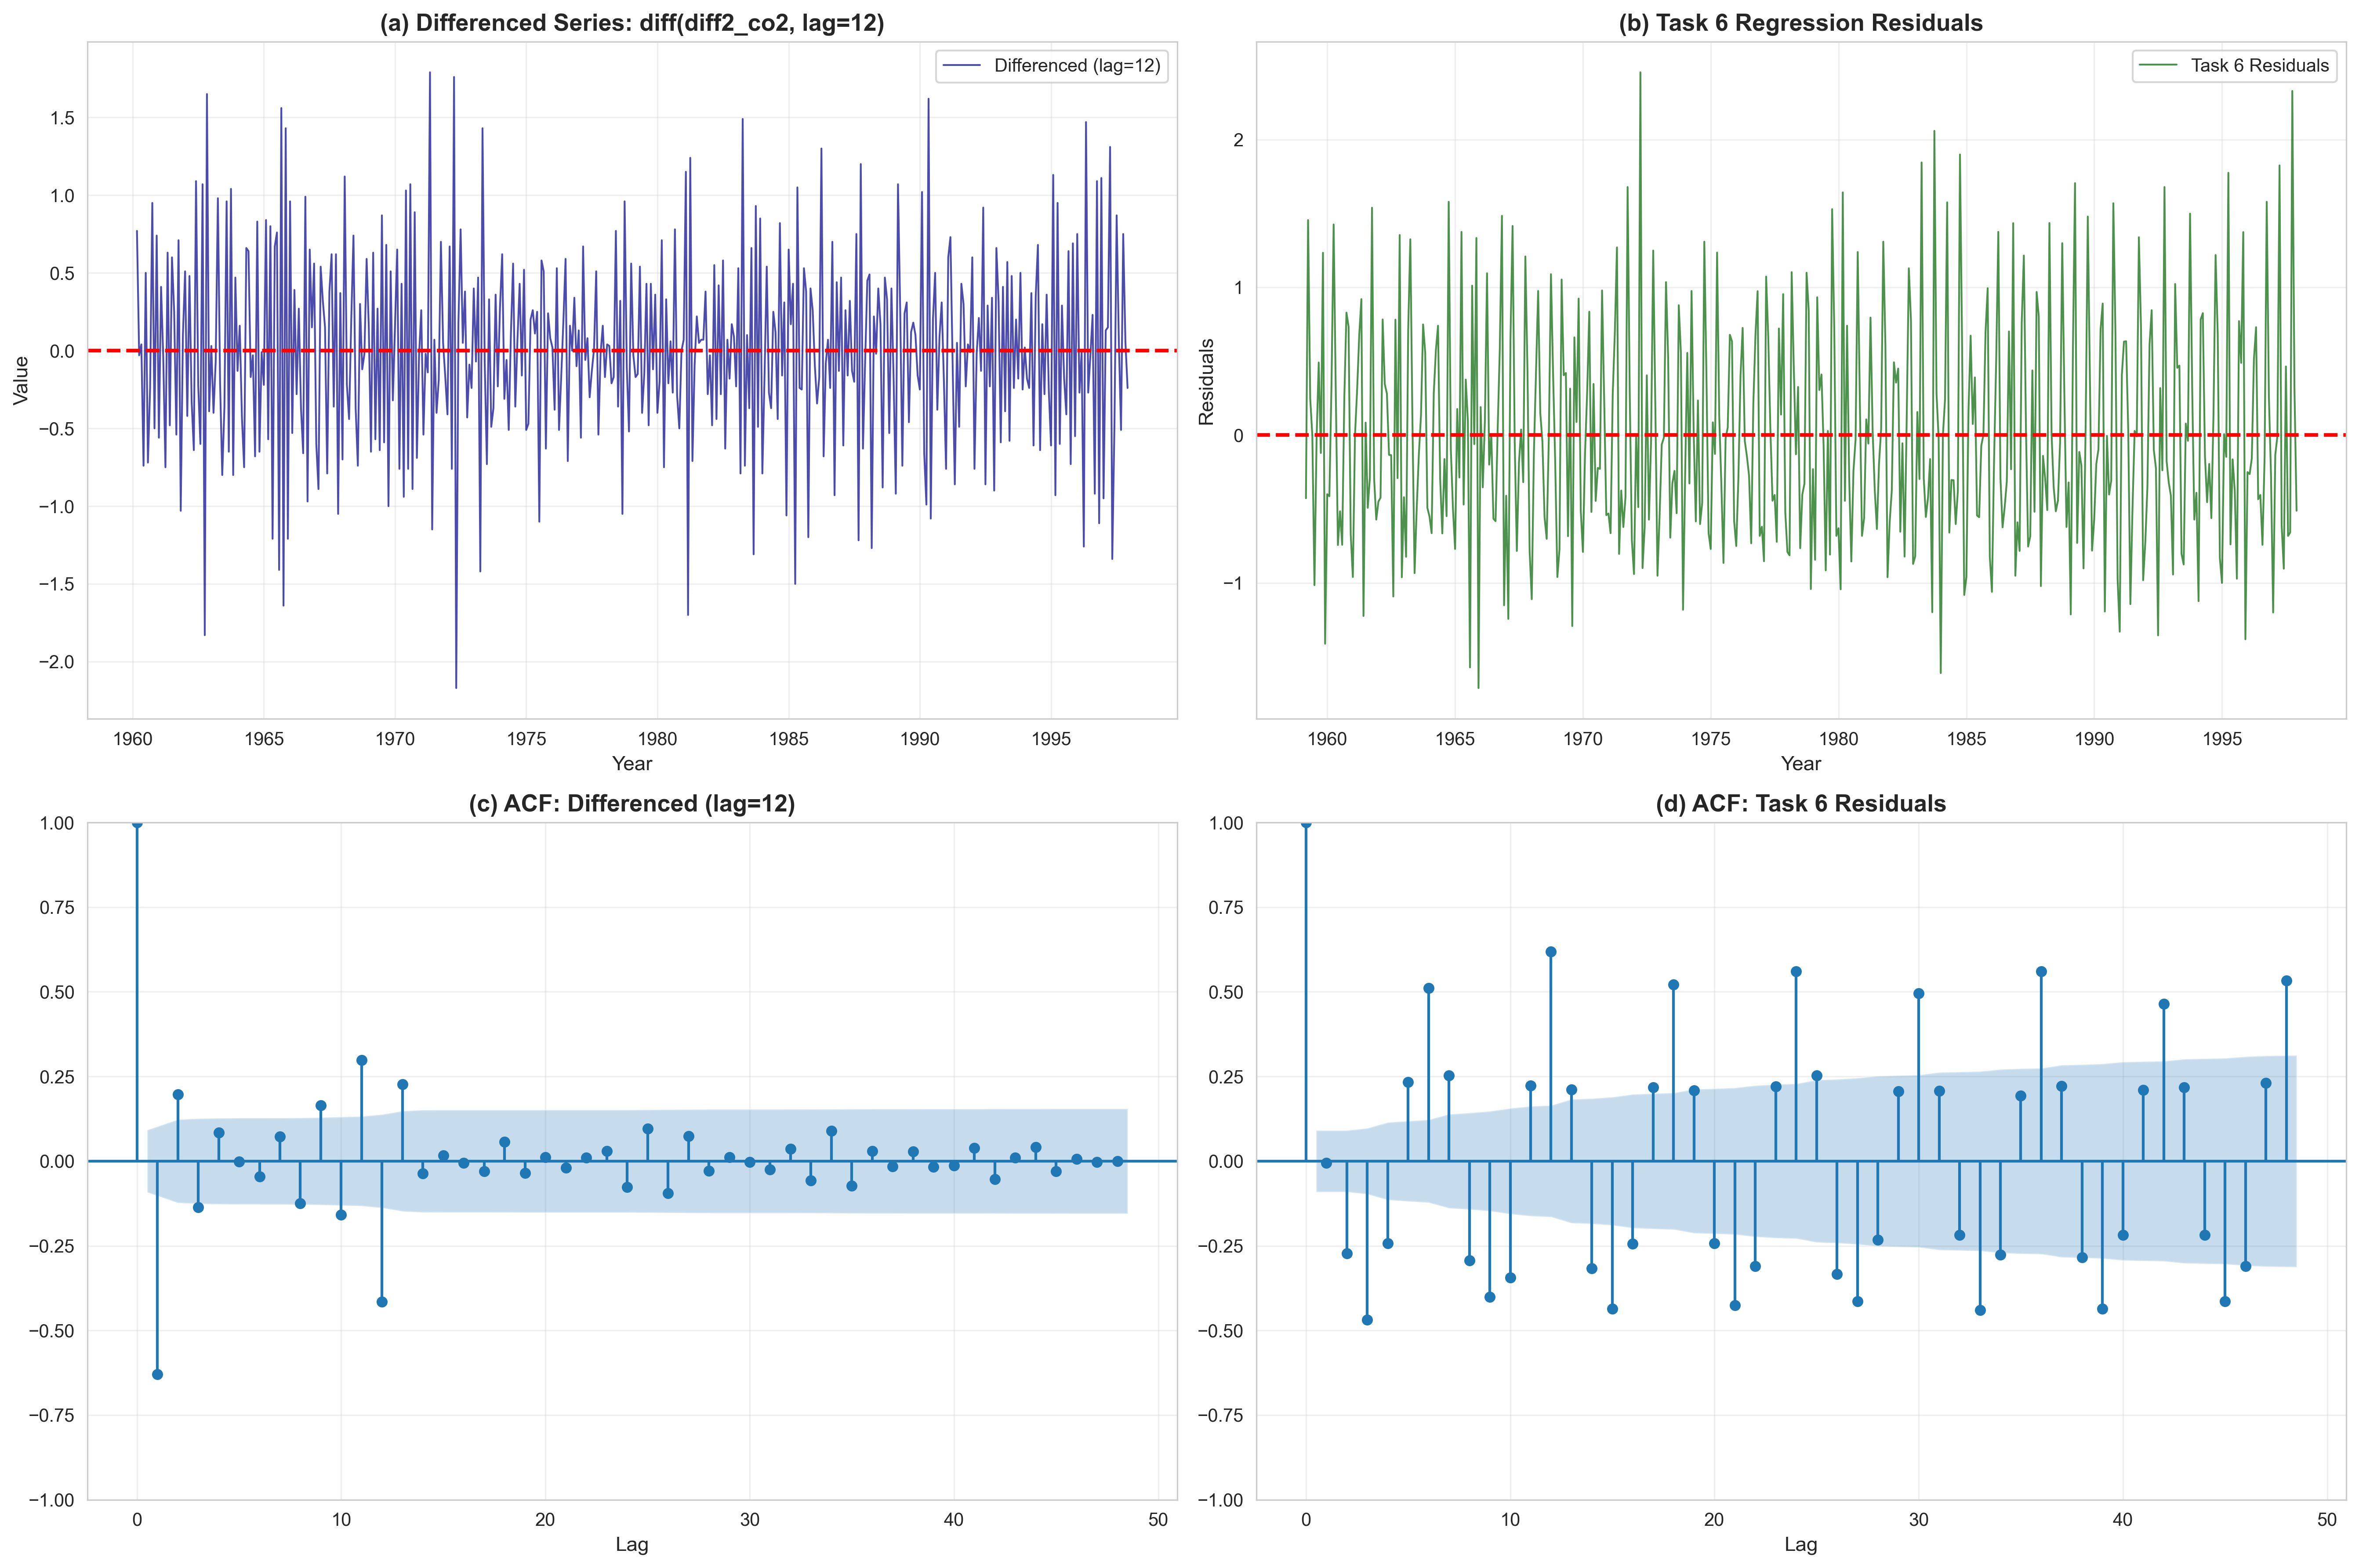 (a) Differenced Series: diff(diff2_co2, lag=12)
Differenced (lag=12)
Value
1.5
1.0
0.5
0.0
−0.5
−1.0
−1.5
−2.0
1960 1965 1970 1975 1980 1985 1990 1995
Year
(b) Task 6 Regression Residuals
Task 6 Residuals
Residuals
2
1
0
−1
1960 1965 1970 1975 1980 1985 1990 1995
Year
(c) ACF: Differenced (lag=12)
1.00
0.75
0.50
0.25
0.00
−0.25
−0.50
−0.75
−1.00
0 10 20 30 40 50
Lag
(d) ACF: Task 6 Residuals
1.00
0.75
0.50
0.25
0.00
−0.25
−0.50
−0.75
−1.00
0 10 20 30 40 50
Lag